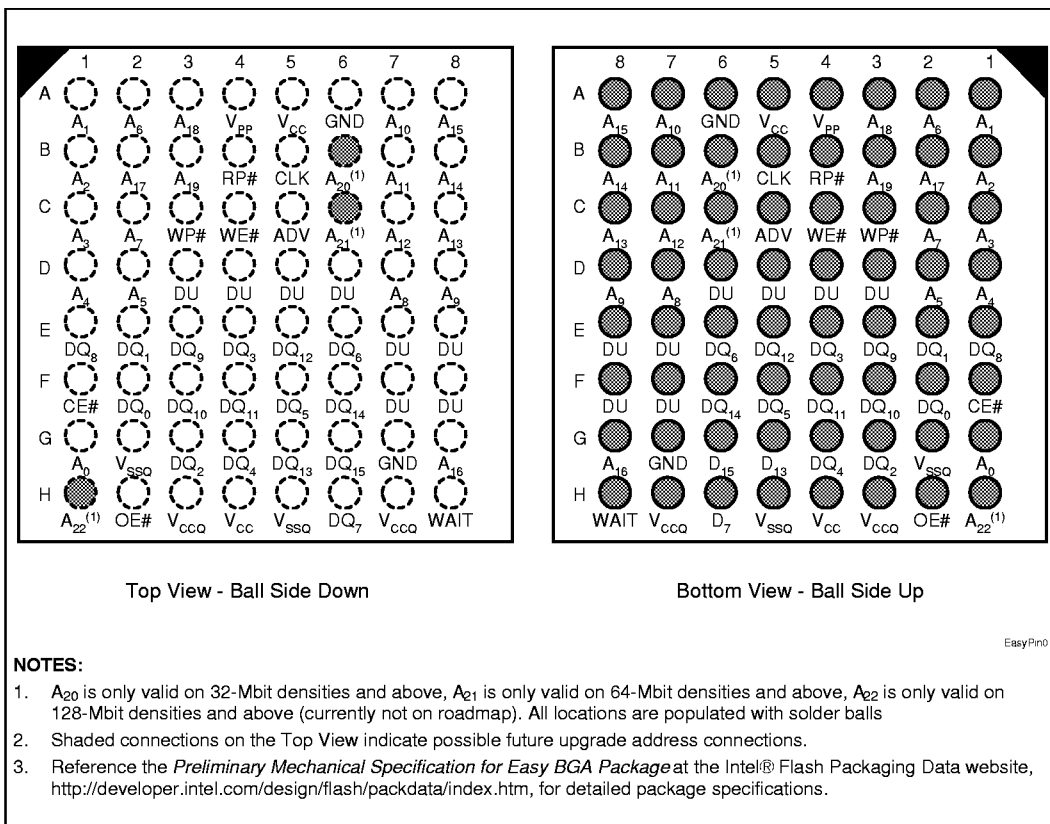 1 2 3 4 5 6 7 8
A
A1 A6 A18 VPP VCC GND A10 A15
B
A2 A17 A19 RP# CLK A20(1) A11 A14
C
A3 A7 WP# WE# ADV A21(1) A12 A13
D
A4 A5 DU DU DU DU A8 A9
E
DQ8 DQ1 DQ9 DQ3 DQ12 DQ6 DU DU
F
CE# DQ0 DQ10 DQ11 DQ5 DQ14 DU DU
G
A0 VSSQ DQ2 DQ4 DQ13 DQ15 GND A16
H
A22(1) OE# VCCQ VCC VSSQ DQ7 VCCQ WAIT
Top View - Ball Side Down
8 7 6 5 4 3 2 1
A
A15 A10 GND VCC VPP A18 A6 A1
B
A14 A11 A20(1) CLK RP# A19 A17 A2
C
A13 A12 A21(1) ADV WE# WP# A7 A3
D
A9 A8 DU DU DU DU A5 A4
E
DU DU DQ6 DQ12 DQ3 DQ9 DQ1 DQ8
F
DU DU DQ14 DQ5 DQ11 DQ10 DQ0 CE#
G
A16 GND D15 D13 DQ4 DQ2 VSSQ A0
H
WAIT VCCQ D7 VSSQ VCC VCCQ OE# A22(1)
Bottom View - Ball Side Up
EasyPin0
NOTES:
1. A20 is only valid on 32-Mbit densities and above, A21 is only valid on 64-Mbit densities and above, A22 is only valid on
128-Mbit densities and above (currently not on roadmap). All locations are populated with solder balls
2. Shaded connections on the Top View indicate possible future upgrade address connections.
3. Reference the Preliminary Mechanical Specification for Easy BGA Package at the Intel® Flash Packaging Data website,
http://developer.intel.com/design/flash/packdata/index.htm, for detailed package specifications.